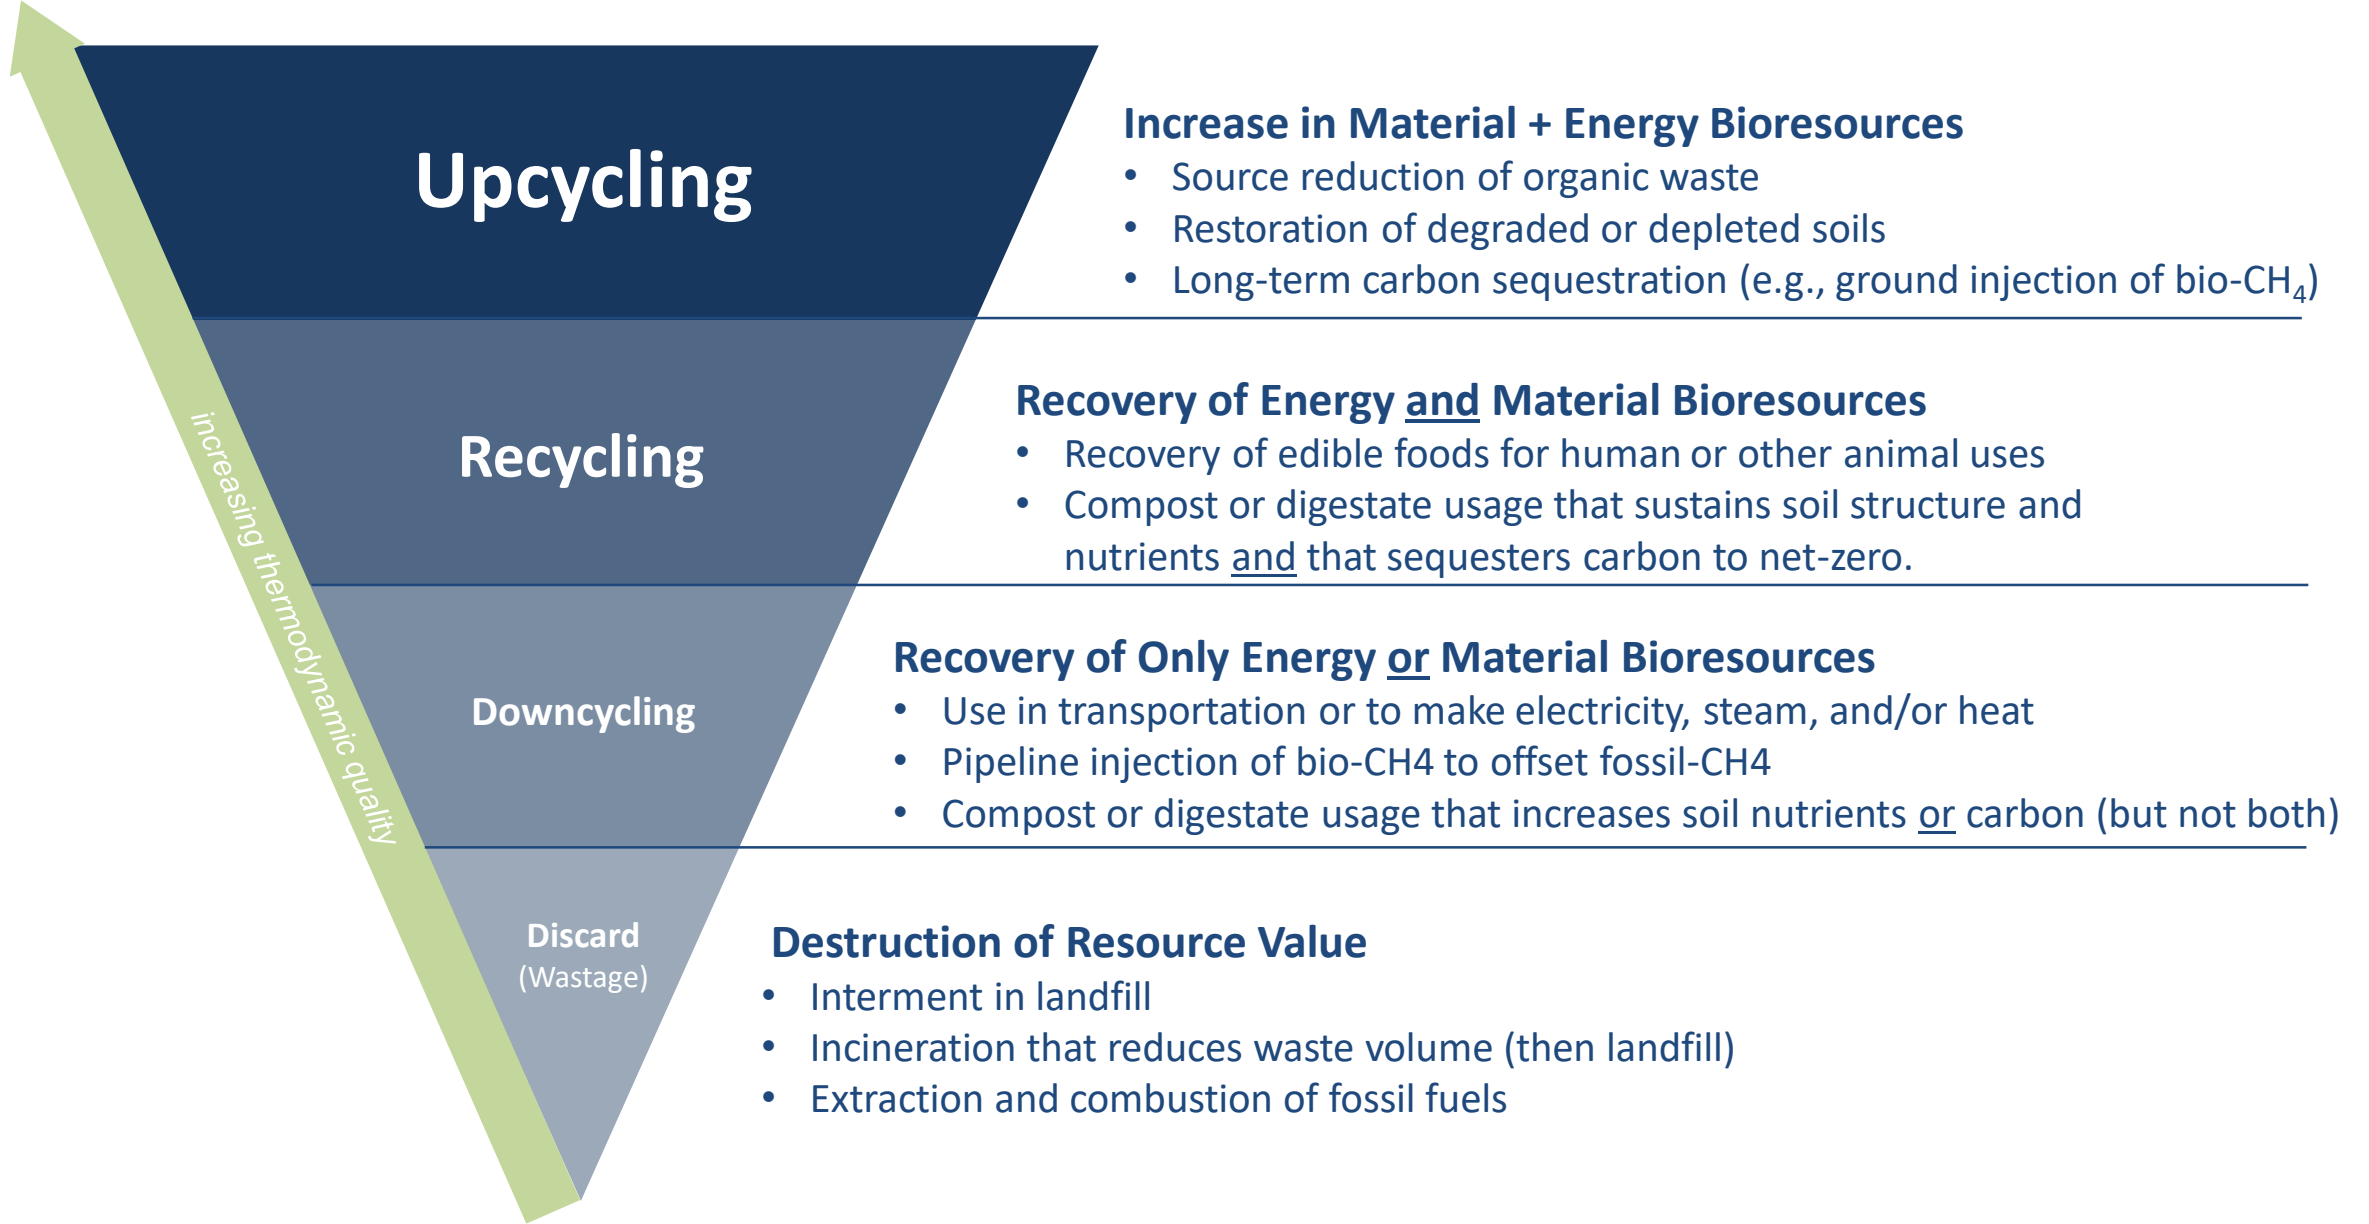 Upcycling
Increase in Material + Energy Bioresources
• Source reduction of organic waste
• Restoration of degraded or depleted soils
• Long-term carbon sequestration (e.g., ground injection of bio-CH₄)
Recycling
Recovery of Energy and Material Bioresources
• Recovery of edible foods for human or other animal uses
• Compost or digestate usage that sustains soil structure and
nutrients and that sequesters carbon to net-zero.
increasing thermodynamic quality
Downcycling
Recovery of Only Energy or Material Bioresources
• Use in transportation or to make electricity, steam, and/or heat
• Pipeline injection of bio-CH4 to offset fossil-CH4
• Compost or digestate usage that increases soil nutrients or carbon (but not both)
Discard
(Wastage)
Destruction of Resource Value
• Interment in landfill
• Incineration that reduces waste volume (then landfill)
• Extraction and combustion of fossil fuels